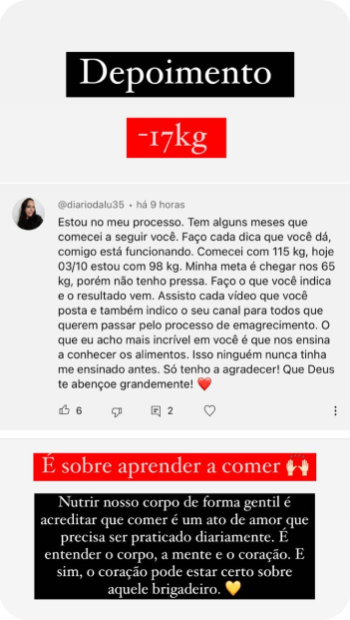 Depoimento
-17kg
@diariodalu35 • há 9 horas
Estou no meu processo. Tem alguns meses que
comecei a seguir você. Faço cada dica que você dá,
comigo está funcionando. Comecei com 115 kg, hoje
03/10 estou com 98 kg. Minha meta é chegar nos 65
kg, porém não tenho pressa. Faço o que você indica
e o resultado vem. Assisto cada vídeo que você
posta e também indico o seu canal para todos que
querem passar pelo processo de emagrecimento. O
que eu acho mais incrível em você é que nos ensina
a conhecer os alimentos. Isso ninguém nunca tinha
me ensinado antes. Só tenho a agradecer! Que Deus
te abençoe grandemente! ❤️
6 2
É sobre aprender a comer 🙌🏻
Nutrir nosso corpo de forma gentil é
acreditar que comer é um ato de amor que
precisa ser praticado diariamente. É
entender o corpo, a mente e o coração. E
sim, o coração pode estar certo sobre
aquele brigadeiro. 💛